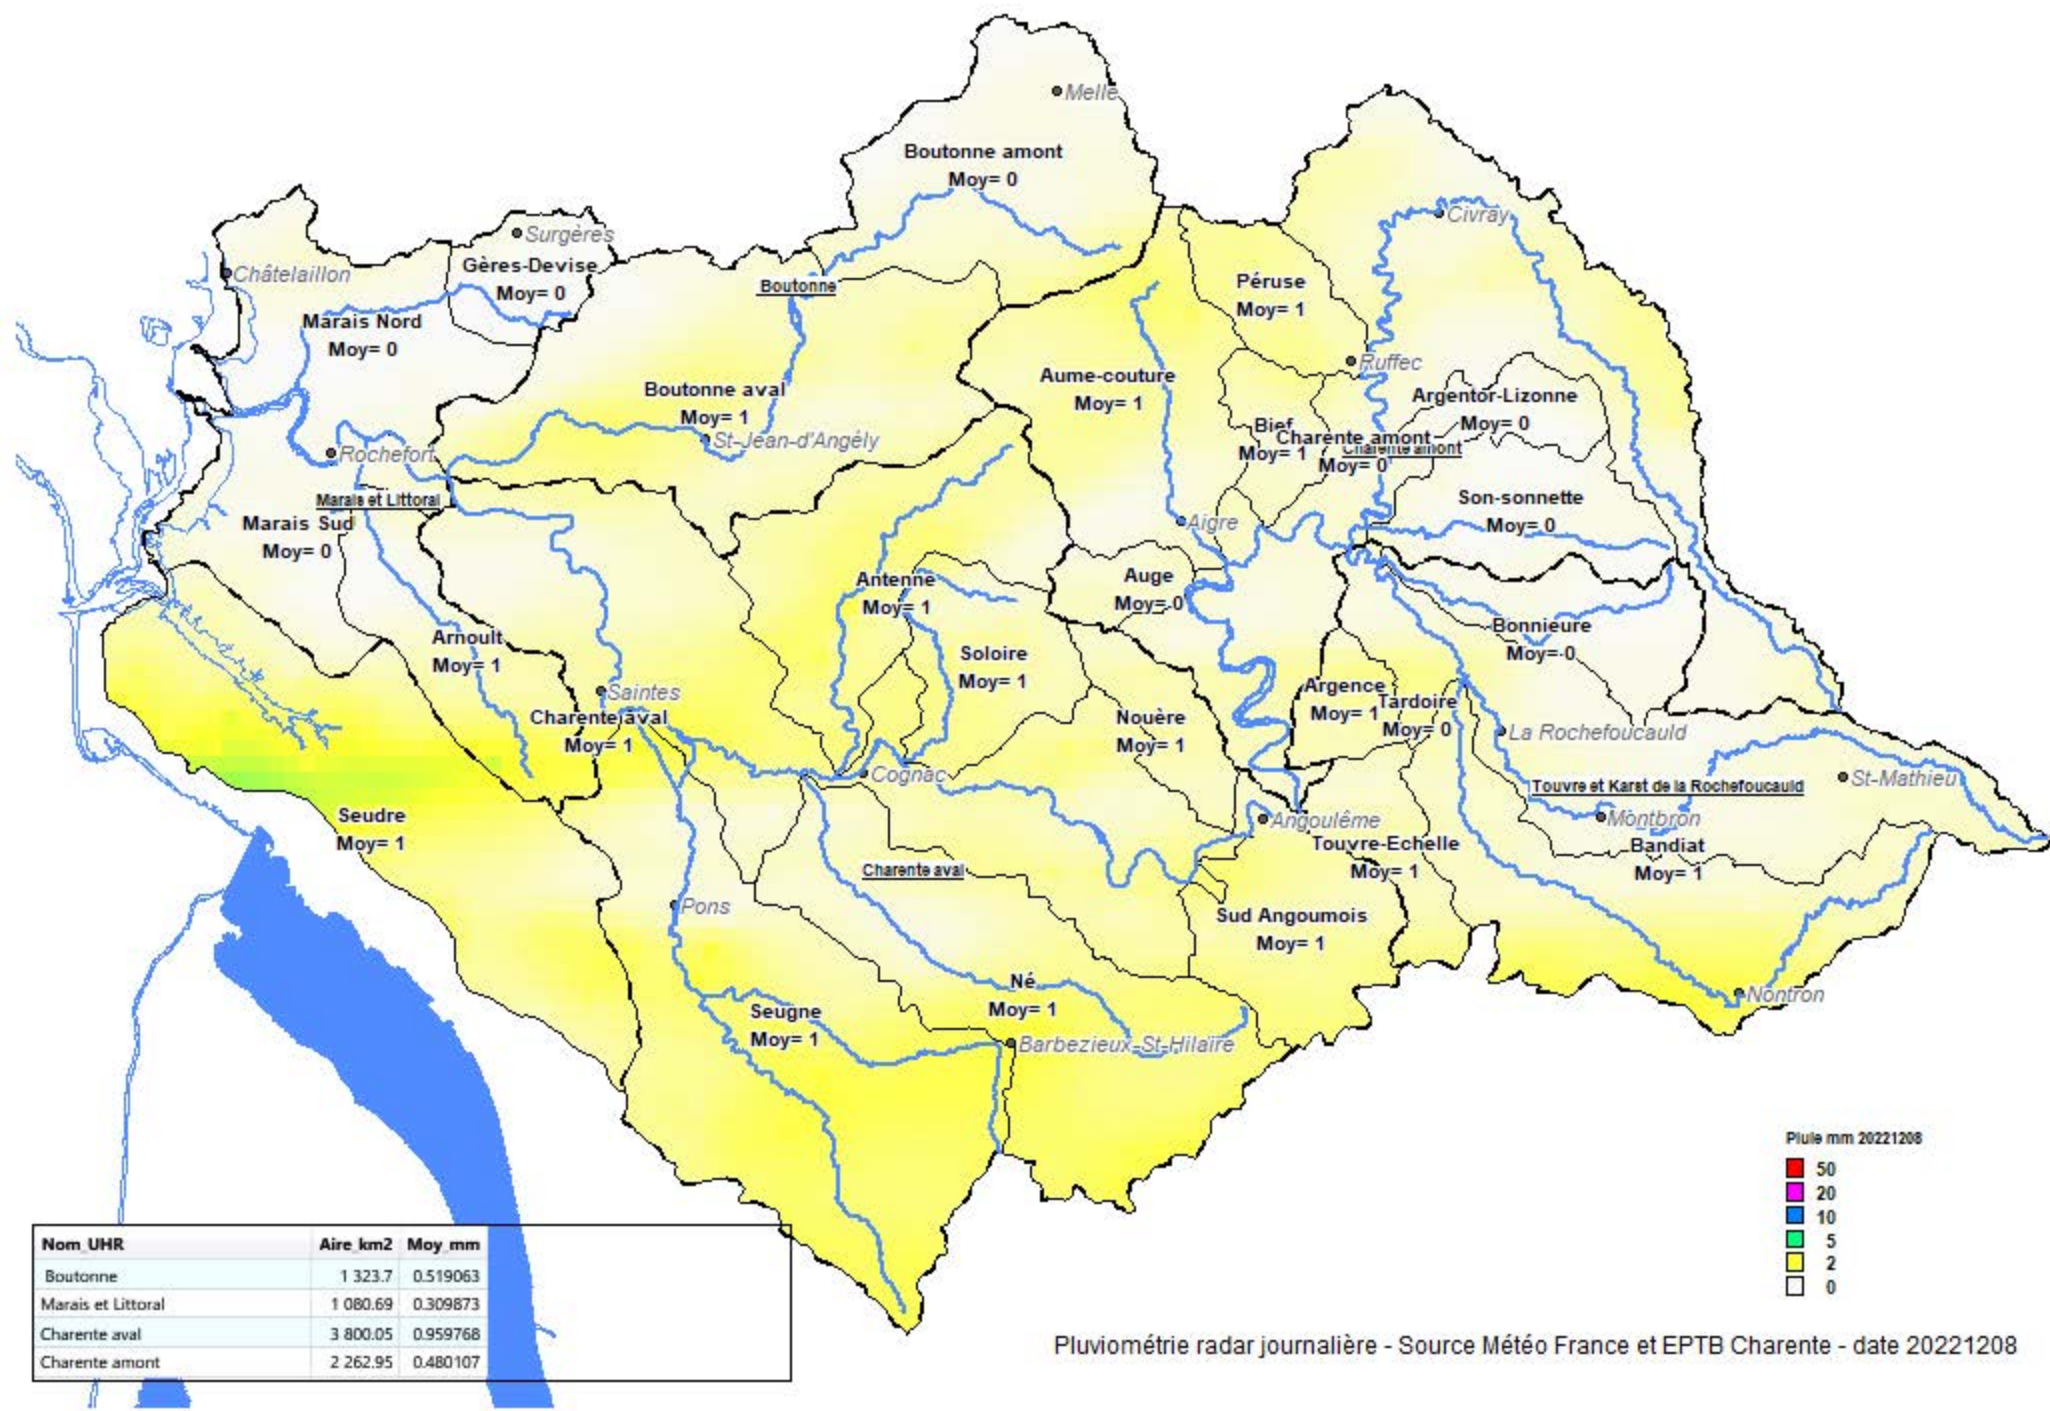 Melle
Boutonne amont
Moy= 0
Civray
Surgères
Châtelaillon
Gères-Devise
Moy= 0
Boutonne
Péruse
Moy= 1
Marais Nord
Moy= 0
Ruffec
Boutonne aval
Moy= 1
Aume-couture
Moy= 1
Argentor-Lizonne
Moy= 0
St-Jean-d'Angély
Bief
Moy= 1
Charente amont
Moy= 0
Charente amont
Rochefort
Marais et Littoral
Marais Sud
Moy= 0
Son-sonnette
Moy= 0
Aigre
Antenne
Moy= 1
Auge
Moy= 0
Arnoult
Moy= 1
Bonnieure
Moy= 0
Soloire
Moy= 1
Saintes
Charente aval
Moy= 1
Nouère
Moy= 1
Argence
Moy= 1
Tardoire
Moy= 0
La Rochefoucauld
Cognac
Touvre et Karst de la Rochefoucauld
St-Mathieu
Seudre
Moy= 1
Angoulême
Montbron
Touvre-Echelle
Moy= 1
Bandiat
Moy= 1
Charente aval
Pons
Sud Angoumois
Moy= 1
Né
Moy= 1
Nontron
Seugne
Moy= 1
Barbezieux-St-Hilaire
Pluie mm 20221208
50
20
10
5
2
0
Nom_UHR Aire_km2 Moy_mm
Boutonne 1 323.7 0.519063
Marais et Littoral 1 080.69 0.309873
Charente aval 3 800.05 0.959768
Charente amont 2 262.95 0.480107
Pluviométrie radar journalière - Source Météo France et EPTB Charente - date 20221208